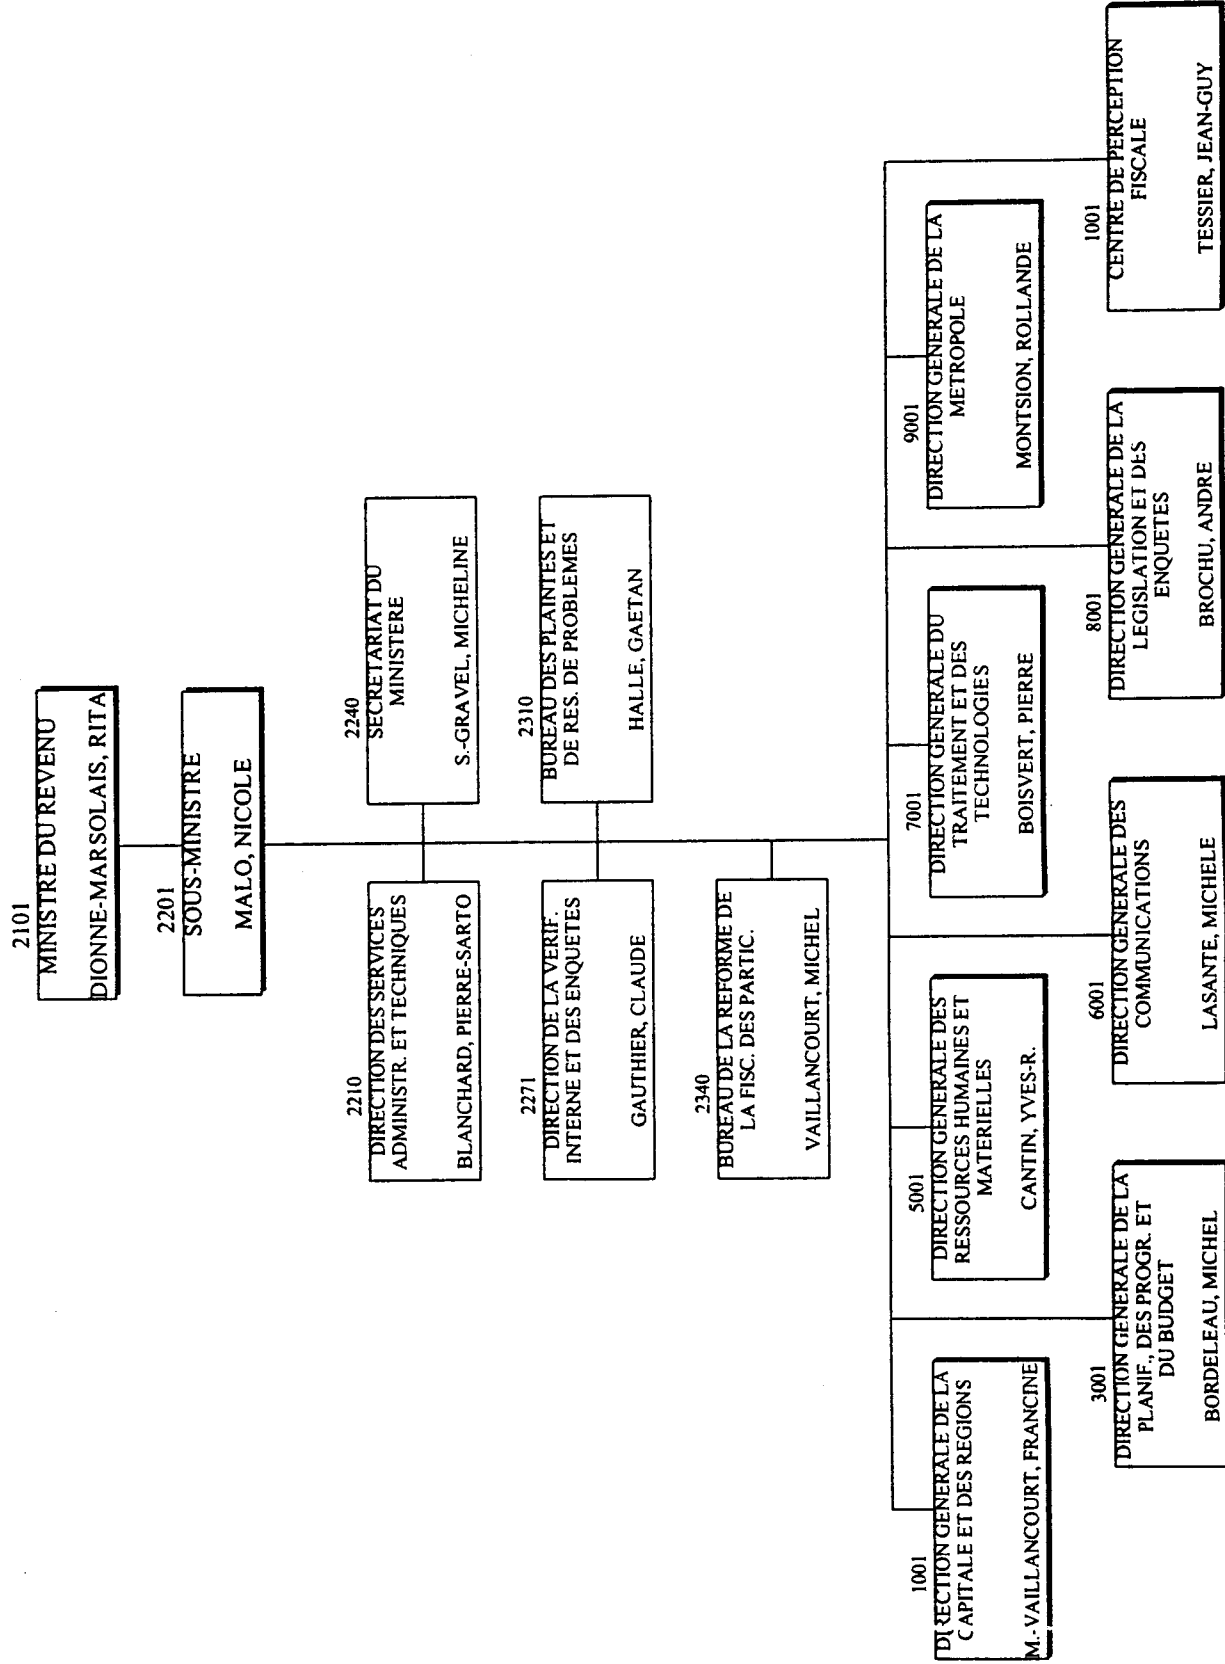 2101
MINISTRE DU REVENU
DIONNE-MARSOLAIS, RITA
2201
SOUS-MINISTRE
MALO, NICOLE
2210
DIRECTION DES SERVICES
ADMINISTR. ET TECHNIQUES
BLANCHARD, PIERRE-SARTO
2240
SECRETARIAT DU
MINISTERE
S.-GRAVEL, MICHELINE
2271
DIRECTION DE LA VERIF.
INTERNE ET DES ENQUETES
GAUTHIER, CLAUDE
2310
BUREAU DES PLAINTES ET
DE RES. DE PROBLEMES
HALLE, GAETAN
2340
BUREAU DE LA REFORME DE
LA FISC. DES PARTIC.
VAILLANCOURT, MICHEL
1001
DIRECTION GENERALE DE LA
CAPITALE ET DES REGIONS
M.-VAILLANCOURT, FRANCINE
5001
DIRECTION GENERALE DES
RESSOURCES HUMAINES ET
MATERIELLES
CANTIN, YVES-R.
7001
DIRECTION GENERALE DU
TRAITEMENT ET DES
TECHNOLOGIES
BOISVERT, PIERRE
9001
DIRECTION GENERALE DE LA
METROPOLE
MONTSION, ROLLANDE
3001
DIRECTION GENERALE DE LA
PLANIF., DES PROGR. ET
DU BUDGET
BORDELEAU, MICHEL
6001
DIRECTION GENERALE DES
COMMUNICATIONS
LASANTE, MICHELE
8001
DIRECTION GENERALE DE LA
LEGISLATION ET DES
ENQUETES
BROCHU, ANDRE
1001
CENTRE DE PERCEPTION
FISCALE
TESSIER, JEAN-GUY